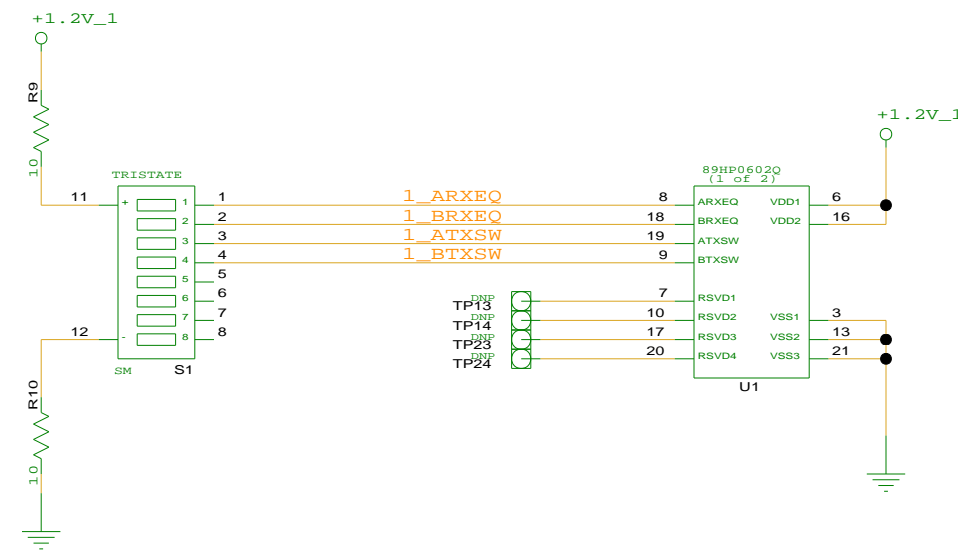 +1.2V_1
R9
10
TRISTATE
11
+
1
2
3
4
5
6
7
8
1
2
3
4
5
6
7
8
12
-
SM
S1
R10
10
1_ARXEQ
1_BRXEQ
1_ATXSW
1_BTXSW
DNP
TP13
DNP
TP14
DNP
TP23
DNP
TP24
+1.2V_1
89HP0602Q
(1 of 2)
8 ARXEQ VDD1 6
18 BRXEQ VDD2 16
19 ATXSW
9 BTXSW
7 RSVD1
10 RSVD2 VSS1 3
17 RSVD3 VSS2 13
20 RSVD4 VSS3 21
U1